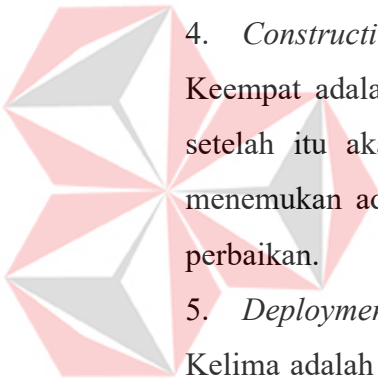 4. Constructi
Keempat adala
setelah itu ak
menemukan ad
perbaikan.
5. Deploymen
Kelima adalah